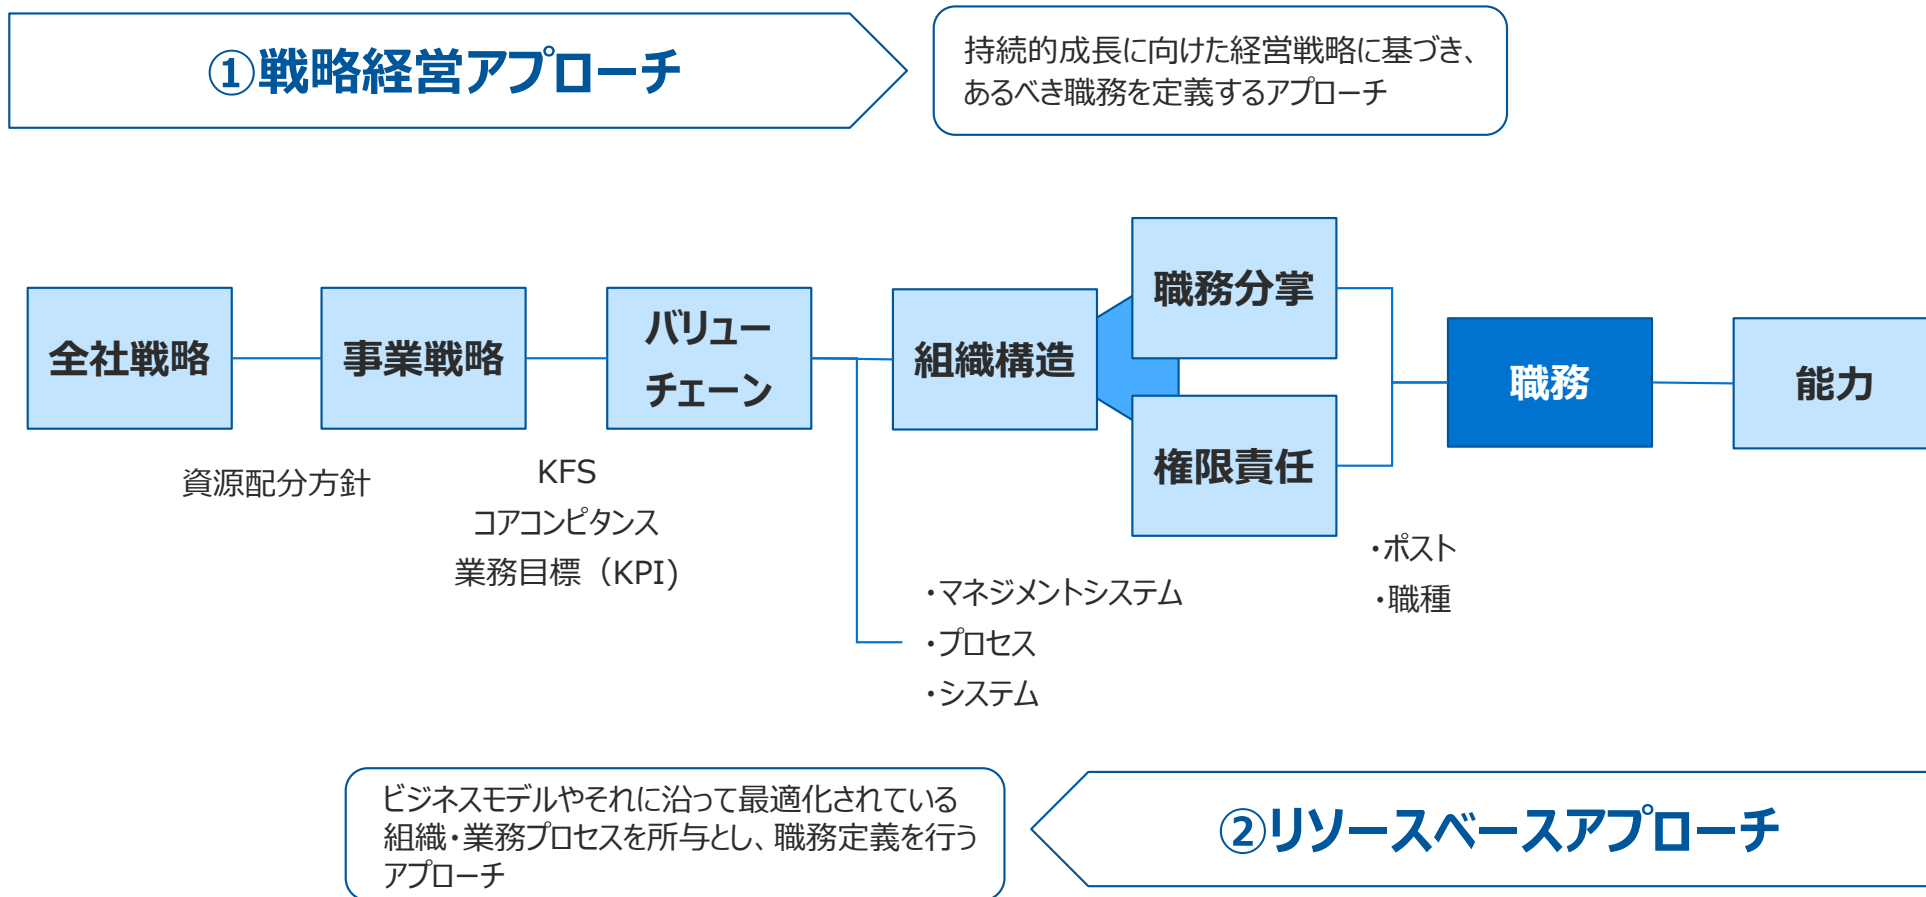 ①戦略経営アプローチ
持続的成長に向けた経営戦略に基づき、
あるべき職務を定義するアプローチ
全社戦略
事業戦略
バリュー
チェーン
組織構造
職務分掌
権限責任
職務
能力
資源配分方針
KFS
コアコンピタンス
業務目標（KPI)
・マネジメントシステム
・プロセス
・システム
・ポスト
・職種
ビジネスモデルやそれに沿って最適化されている
組織・業務プロセスを所与とし、職務定義を行う
アプローチ
②リソースベースアプローチ